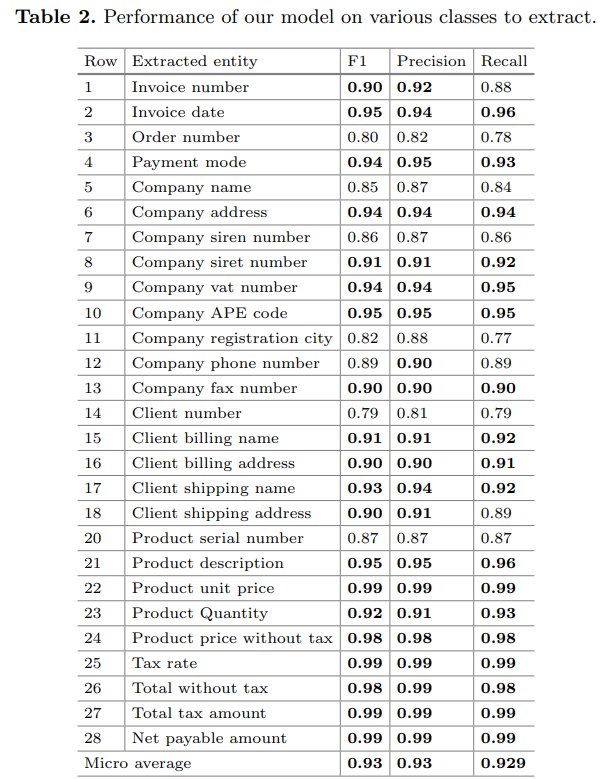 Table 2. Performance of our model on various classes to extract.
Row Extracted entity F1 Precision Recall
1 Invoice number 0.90 0.92 0.88
2 Invoice date 0.95 0.94 0.96
3 Order number 0.80 0.82 0.78
4 Payment mode 0.94 0.95 0.93
5 Company name 0.85 0.87 0.84
6 Company address 0.94 0.94 0.94
7 Company siren number 0.86 0.87 0.86
8 Company siret number 0.91 0.91 0.92
9 Company vat number 0.94 0.94 0.95
10 Company APE code 0.95 0.95 0.95
11 Company registration city 0.82 0.88 0.77
12 Company phone number 0.89 0.90 0.89
13 Company fax number 0.90 0.90 0.90
14 Client number 0.79 0.81 0.79
15 Client billing name 0.91 0.91 0.92
16 Client billing address 0.90 0.90 0.91
17 Client shipping name 0.93 0.94 0.92
18 Client shipping address 0.90 0.91 0.89
20 Product serial number 0.87 0.87 0.87
21 Product description 0.95 0.95 0.96
22 Product unit price 0.99 0.99 0.99
23 Product Quantity 0.92 0.91 0.93
24 Product price without tax 0.98 0.98 0.98
25 Tax rate 0.99 0.99 0.99
26 Total without tax 0.98 0.99 0.98
27 Total tax amount 0.99 0.99 0.99
28 Net payable amount 0.99 0.99 0.99
Micro average 0.93 0.93 0.929